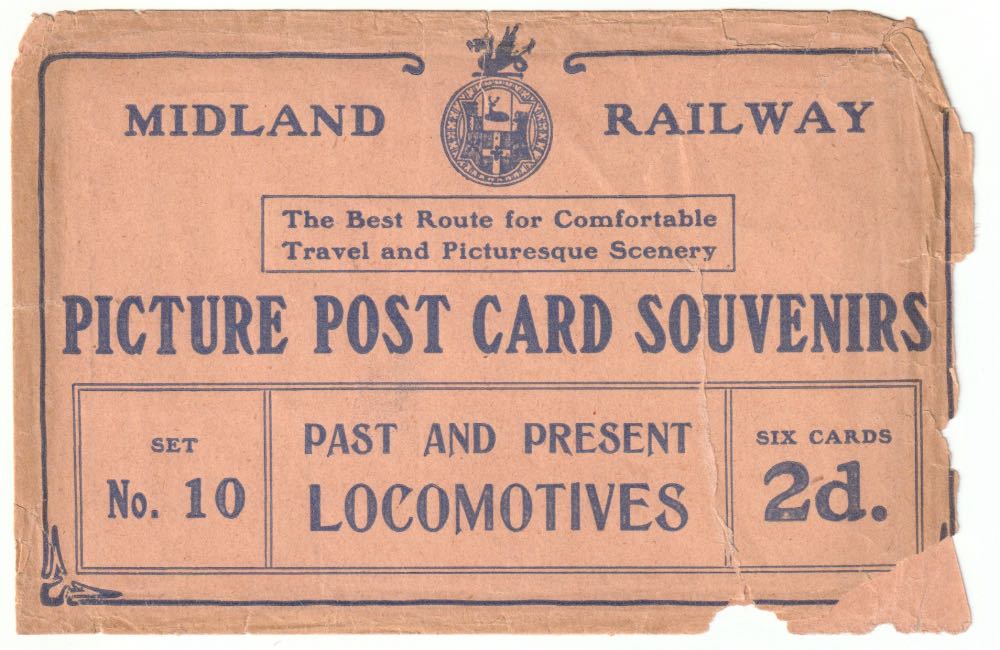 MIDLAND RAILWAY
The Best Route for Comfortable
Travel and Picturesque Scenery
PICTURE POST CARD SOUVENIRS
SET
No. 10
PAST AND PRESENT
LOCOMOTIVES
SIX CARDS
2d.